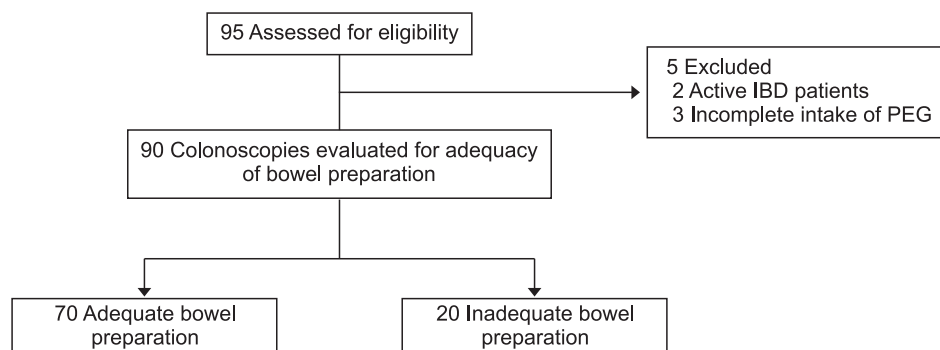 95 Assessed for eligibility
5 Excluded
2 Active IBD patients
3 Incomplete intake of PEG
90 Colonoscopies evaluated for adequacy
of bowel preparation
70 Adequate bowel
preparation
20 Inadequate bowel
preparation